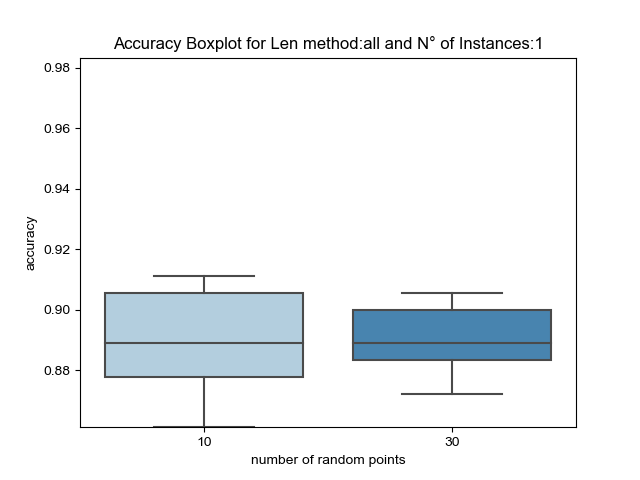 Accuracy Boxplot for Len method:all and N° of Instances:1
0.98
0.96
0.94
0.92
0.90
0.88
accuracy
10
30
number of random points